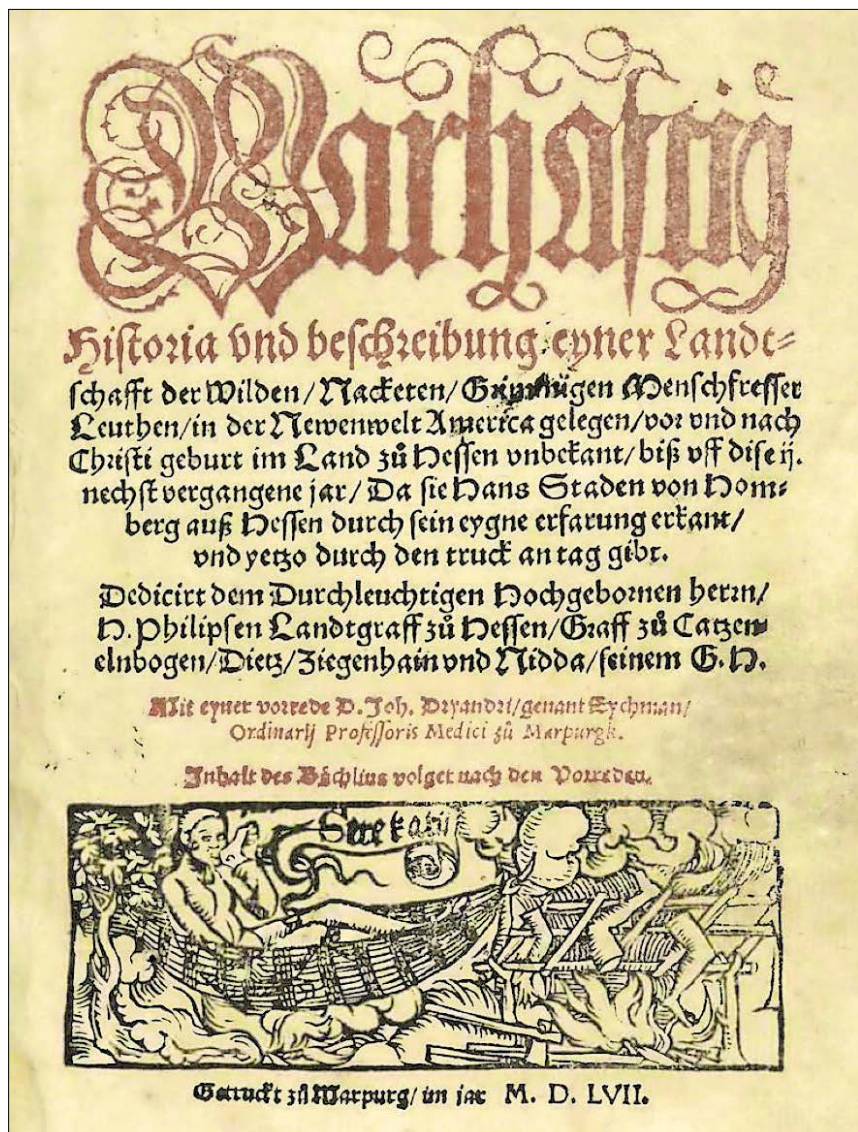 Warhafftig
Historia vnd beschreibung eyner Landt⸗
schafft der Wilden/ Nacketen/ Grimmigen Menschfresser
Leuthen/ in der Newenwelt America gelegen/ vor vnd nach
Christi geburt im Land zů Hessen vnbekant/ biß vff dise ij.
nechst vergangene jar/ Da sie Hans Staden von Hom⸗
berg auß Hessen durch sein eygne erfarung erkant/
vnd yetzo durch den truck an tag gibt.
Dedicirt dem Durchleuchtigen Hochgebornen herrn/
H. Philipsen Landtgraff zů Hessen/ Graff zů Catzen⸗
elnbogen/ Dietz/ Ziegenhain vnd Nidda/ seinem G. H.
Mit eyner vorrede D. Joh. Dryandri/ genant Eychman/
Ordinarij Professoris Medici zů Marpurgk.
Inhalt des Bůchlins volget nach den Vorreden.
Getruckt zů Marpurg/ im jar M. D. LVII.